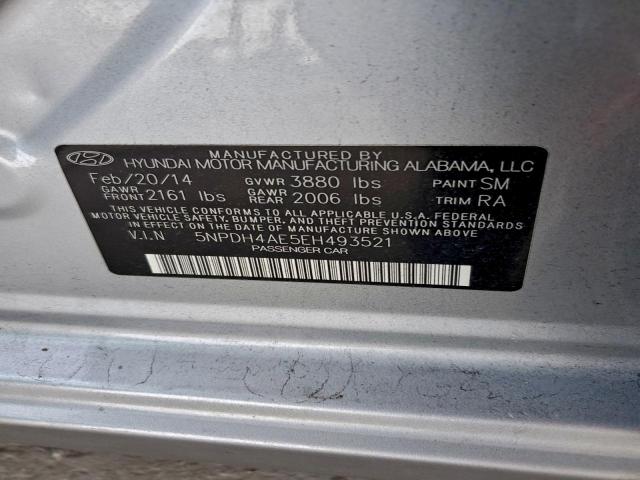 MANUFACTURED BY
HYUNDAI MOTOR MANUFACTURING ALABAMA, LLC
Feb/20/14 GVWR 3880 lbs PAINT SM
GAWR FRONT 2161 lbs GAWR REAR 2006 lbs TRIM RA
THIS VEHICLE CONFORMS TO ALL APPLICABLE U.S. FEDERAL
MOTOR VEHICLE SAFETY, BUMPER, AND THEFT PREVENTION STANDARDS
IN EFFECT ON THE DATE OF MANUFACTURE SHOWN ABOVE
V.I.N 5NPDH4AE5EH493521
PASSENGER CAR